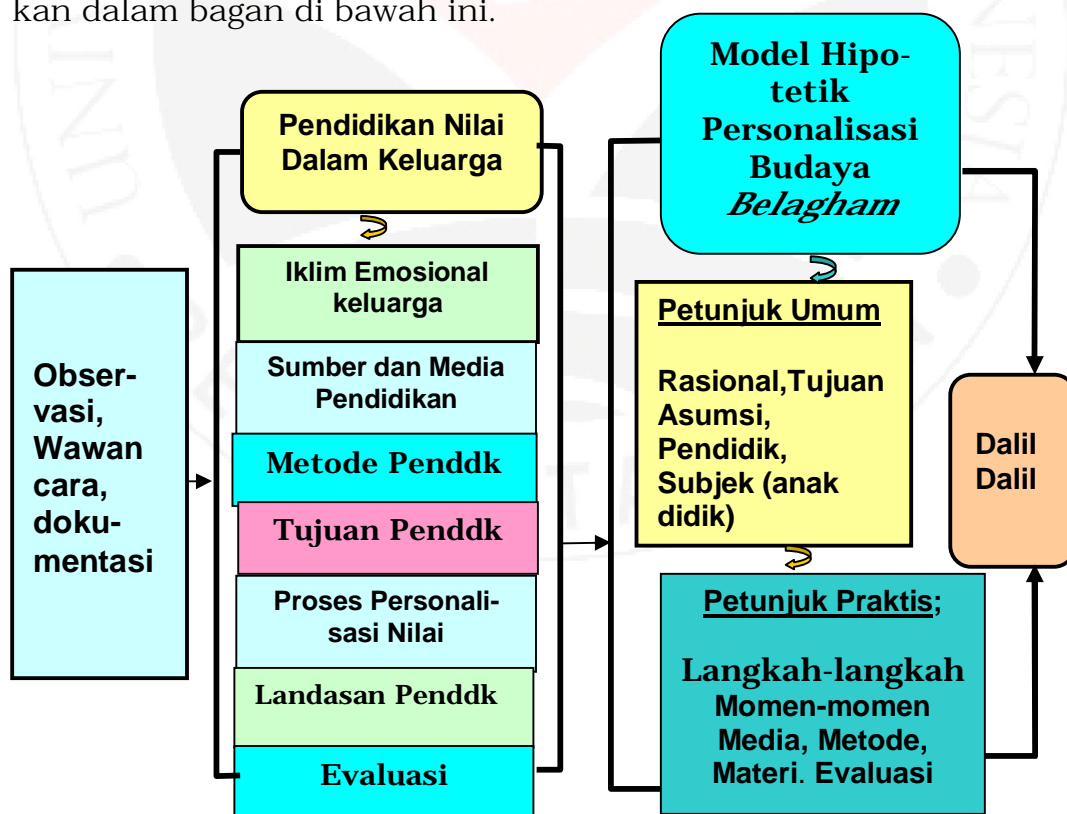 kan dalam bagan di bawah ini.
Obser-
vasi,
Wawan
cara,
doku-
mentasi
Pendidikan Nilai
Dalam Keluarga
Iklim Emosional
keluarga
Sumber dan Media
Pendidikan
Metode Penddk
Tujuan Penddk
Proses Personali-
sasi Nilai
Landasan Penddk
Evaluasi
Model Hipo-
tetik
Personalisasi
Budaya
Belagham
Petunjuk Umum
Rasional,Tujuan
Asumsi,
Pendidik,
Subjek (anak
didik)
Petunjuk Praktis;
Langkah-langkah
Momen-momen
Media, Metode,
Materi. Evaluasi
Dalil
Dalil